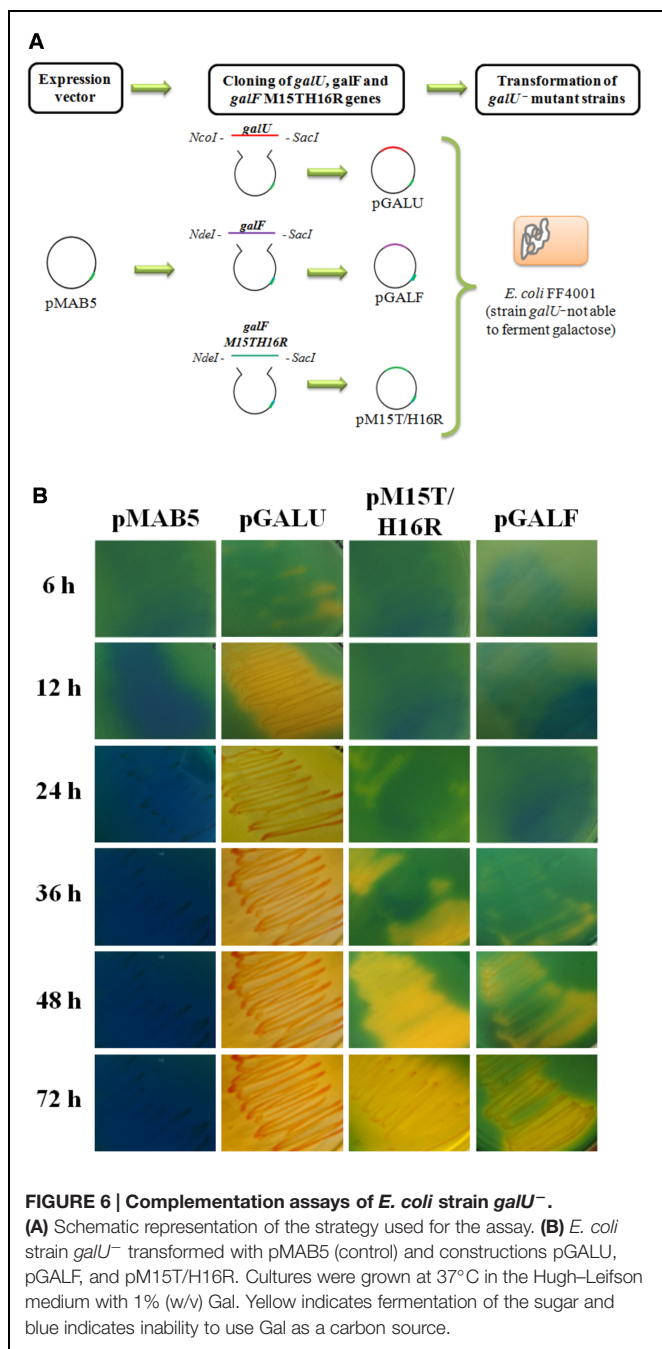 A
Expression
vector
Cloning of galU, galF and
galF M15TH16R genes
Transformation of
galU⁻ mutant strains
NcoI - galU - SacI
pGALU
NdeI - galF - SacI
pMAB5
pGALF
galF
M15TH16R
NdeI - - SacI
pM15T/H16R
E. coli FF4001
(strain galU- not able
to ferment galactose)
B
pMAB5 pGALU pM15T/ pGALF
H16R
6 h
12 h
24 h
36 h
48 h
72 h
FIGURE 6 | Complementation assays of E. coli strain galU⁻.
(A) Schematic representation of the strategy used for the assay. (B) E. coli
strain galU⁻ transformed with pMAB5 (control) and constructions pGALU,
pGALF, and pM15T/H16R. Cultures were grown at 37°C in the Hugh–Leifson
medium with 1% (w/v) Gal. Yellow indicates fermentation of the sugar and
blue indicates inability to use Gal as a carbon source.